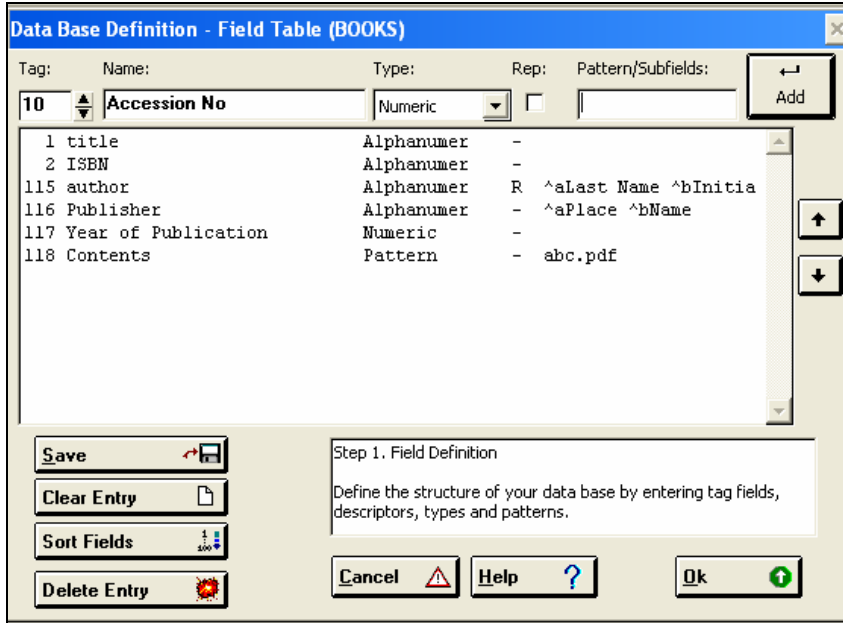 Data Base Definition - Field Table (BOOKS)
Tag: Name: Type: Rep: Pattern/Subfields:
10 Accession No Numeric Add
1 title Alphanumer -
2 ISBN Alphanumer -
115 author Alphanumer R ^aLast Name ^bInitia
116 Publisher Alphanumer - ^aPlace ^bName
117 Year of Publication Numeric -
118 Contents Pattern - abc.pdf
Save
Clear Entry
Sort Fields
Delete Entry
Step 1. Field Definition
Define the structure of your data base by entering tag fields,
descriptors, types and patterns.
Cancel Help ? Ok